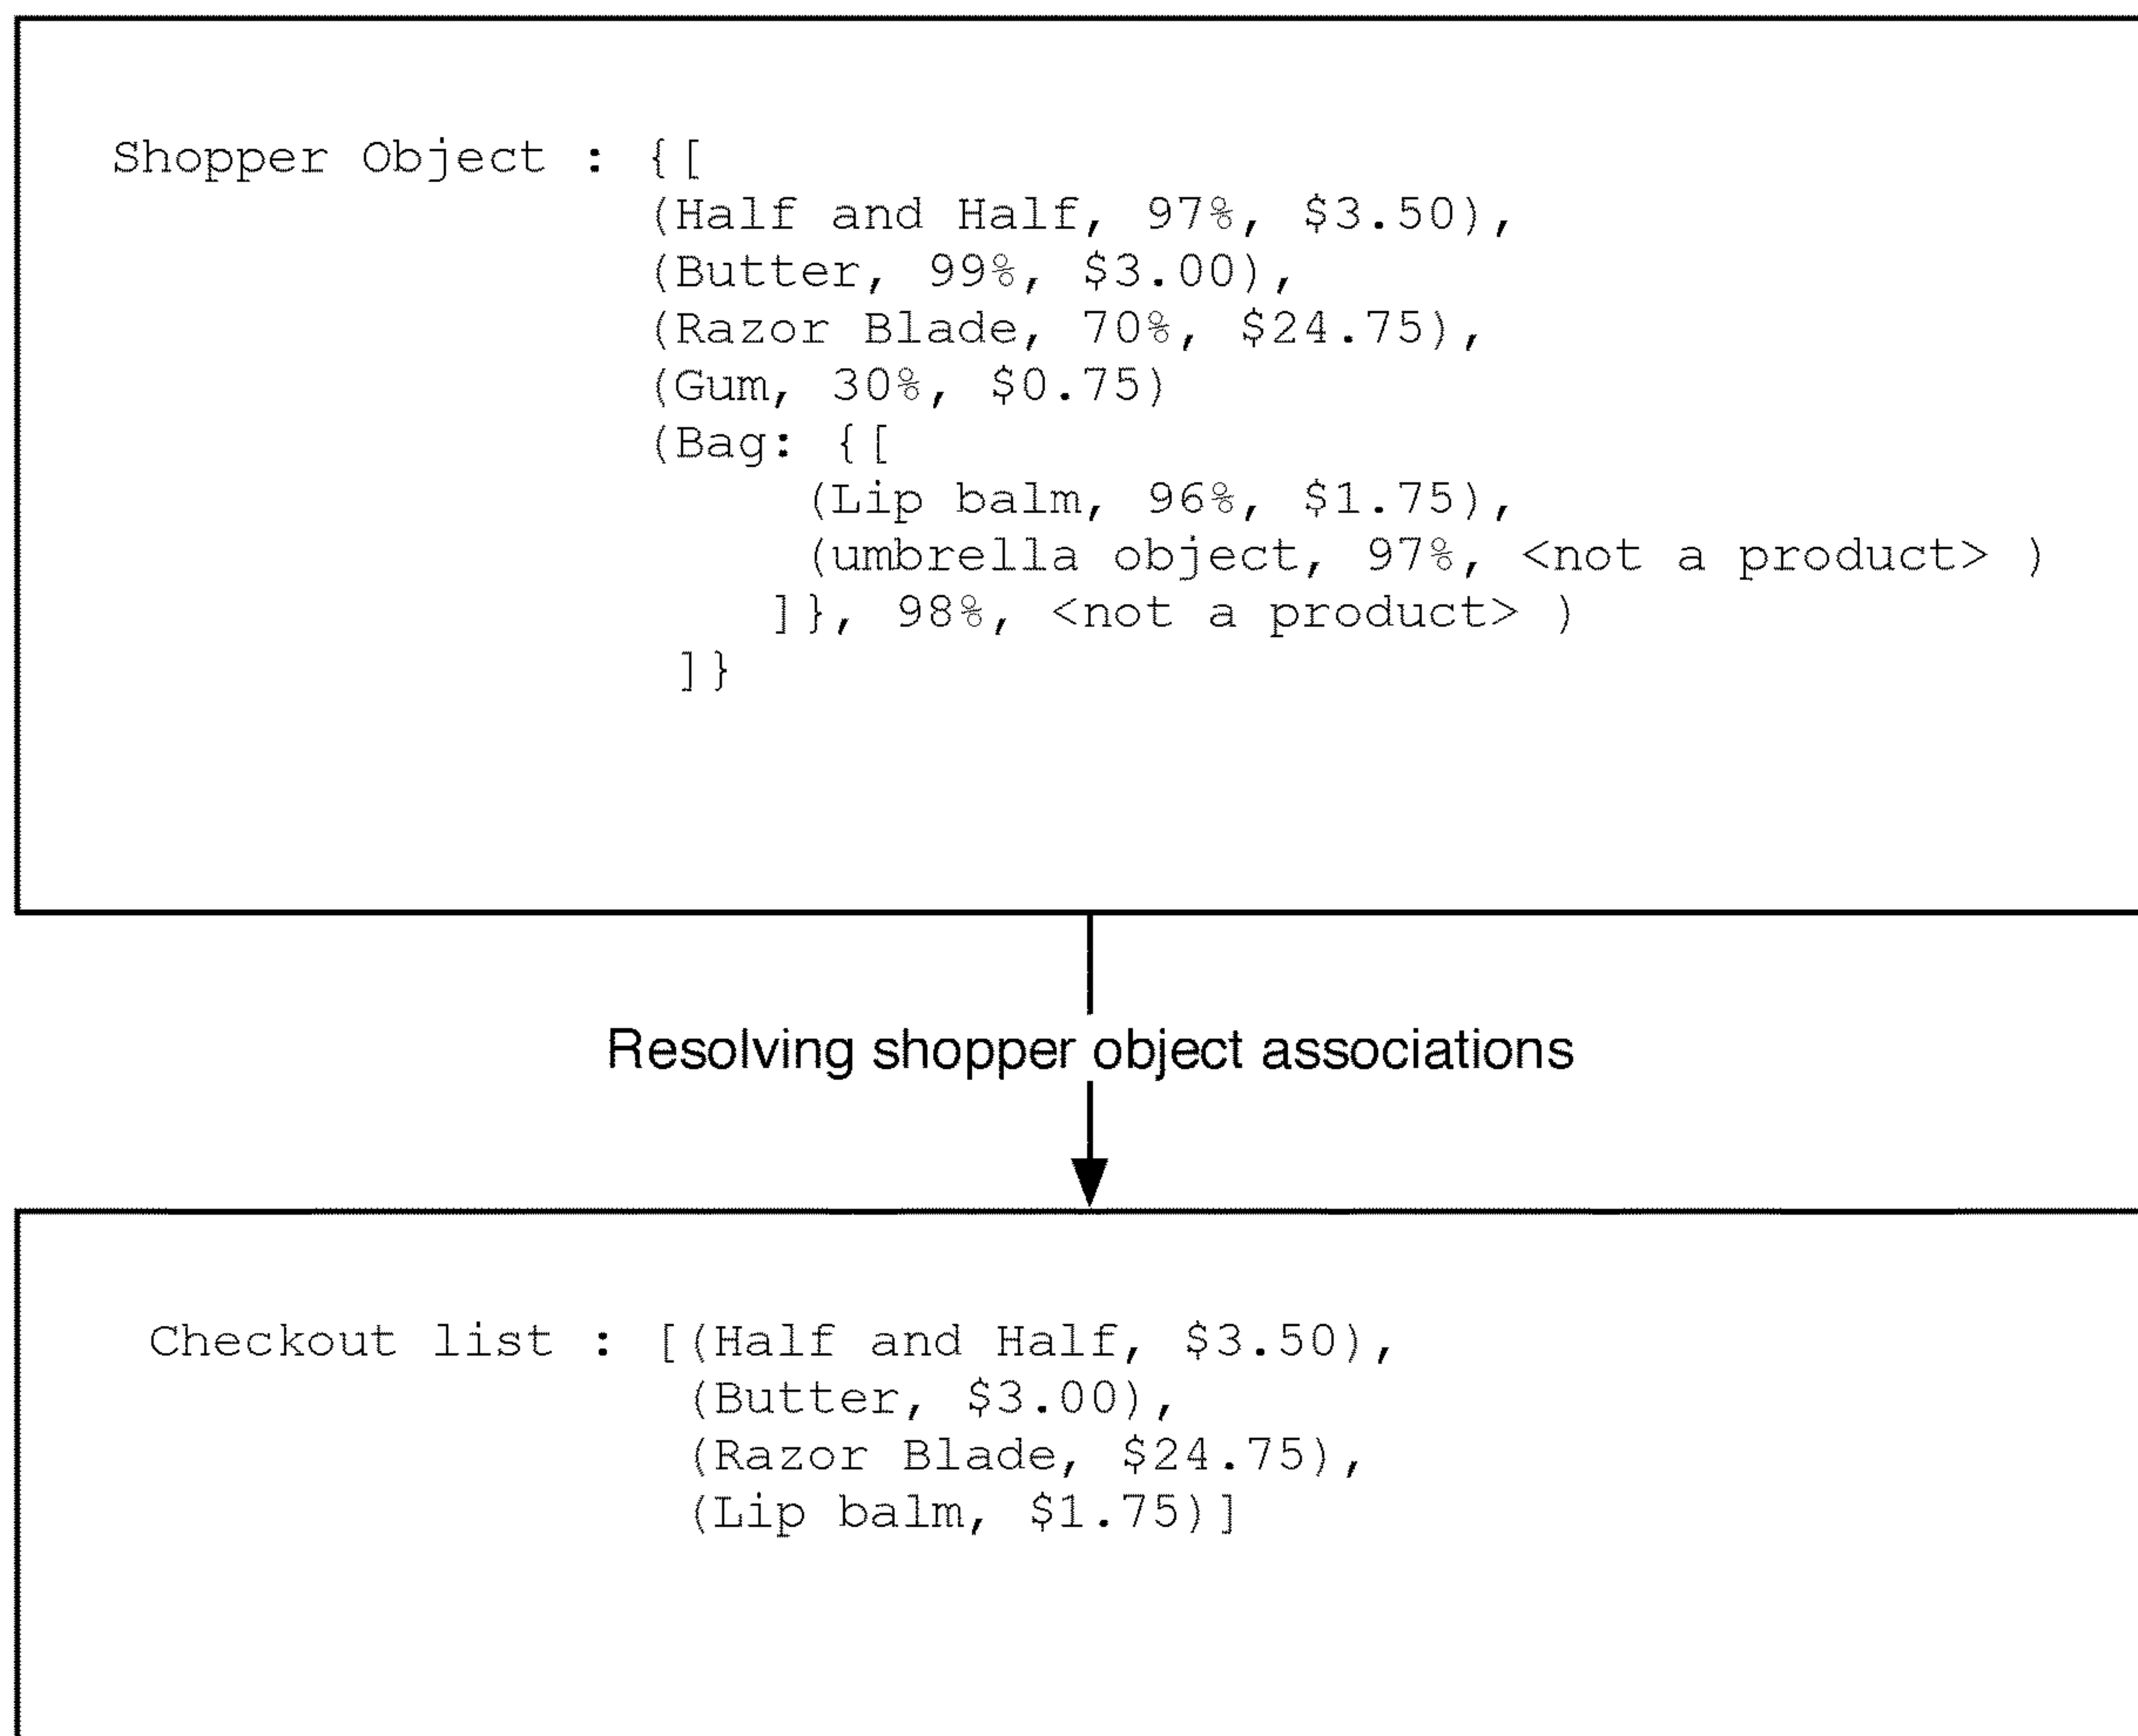 Shopper Object : {[
(Half and Half, 97%, $3.50),
(Butter, 99%, $3.00),
(Razor Blade, 70%, $24.75),
(Gum, 30%, $0.75)
(Bag: {[
(Lip balm, 96%, $1.75),
(umbrella object, 97%, <not a product> )
]}, 98%, <not a product> )
]}
Resolving shopper object associations
Checkout list : [(Half and Half, $3.50),
(Butter, $3.00),
(Razor Blade, $24.75),
(Lip balm, $1.75)]